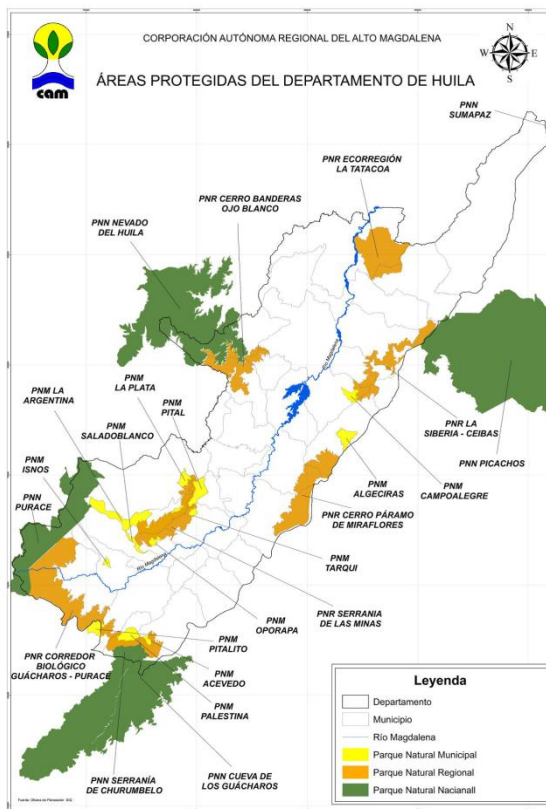 CORPORACIÓN AUTÓNOMA REGIONAL DEL ALTO MAGDALENA
N
W
E
S
cam
ÁREAS PROTEGIDAS DEL DEPARTAMENTO DE HUILA
PNN
SUMAPAZ
PNR ECORREGIÓN
LA TATACOA
PNR CERRO BANDERAS
OJO BLANCO
PNN NEVADO
DEL HUILA
Río Magdalena
PNM
LA PLATA
PNM LA
ARGENTINA
PNM
PITAL
PNM
SALADOBLANCO
PNM
ISNOS
PNN
PURACE
PNR LA
SIBERIA - CEIBAS
PNN PICACHOS
PNM
ALGECIRAS
PNM
CAMPOALEGRE
PNR CERRO PÁRAMO
DE MIRAFLORES
PNM
TARQUI
Río Magdalena
PNR SERRANIA
DE LAS MINAS
PNM
OPORAPA
PNM
PITALITO
PNR CORREDOR
BIOLÓGICO
GUÁCHAROS - PURACÉ
PNM
ACEVEDO
PNM
PALESTINA
PNN SERRANÍA
DE CHURUMBELO
PNN CUEVA DE
LOS GUÁCHAROS
Leyenda
Departamento
Municipio
Río Magdalena
Parque Natural Municipal
Parque Natural Regional
Parque Natural Nacianall
Fuente: Oficina de Planeación